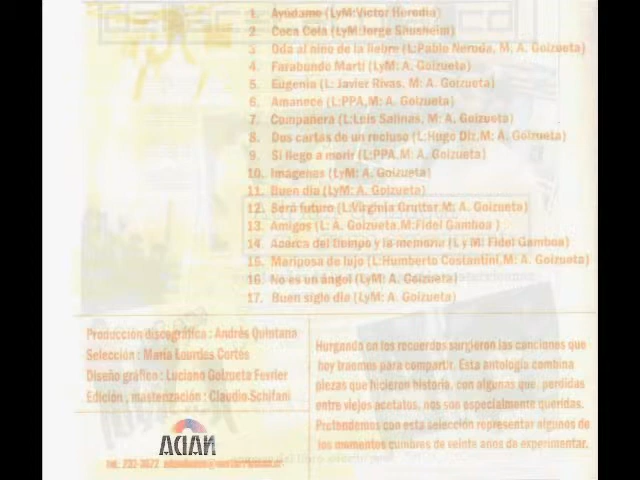 1. Ayúdame (LyM:Victor Heredia)
2. Coca Cola (LyM:Jorge Shusheim)
3. Oda al niño de la liebre (L:Pablo Neruda, M: A. Goizueta)
4. Farabundo Martí (LyM: A. Goizueta)
5. Eugenia (L: Javier Rivas, M: A. Goizueta)
6. Amanece (L:PPA,M: A. Goizueta)
7. Compañera (L:Luis Salinas, M: A. Goizueta)
8. Dos cartas de un recluso (L:Hugo Diz,M: A. Goizueta)
9. Si llego a morir (L:PPA,M: A. Goizueta)
10. Imágenes (LyM: A. Goizueta)
11. Buen día (LyM: A. Goizueta)
12. Será futuro (L:Virginia Grutter,M: A. Goizueta)
13. Amigos (L: A. Goizueta,M:Fidel Gamboa )
14. Acerca del tiempo y la memoria (L y M: Fidel Gamboa)
15. Mariposa de lujo (L:Humberto Costantini,M: A. Goizueta)
16. No es un ángel (LyM: A. Goizueta)
17. Buen siglo día (LyM: A. Goizueta)
Producción discográfica : Andrés Quintana
Selección : María Lourdes Cortés
Diseño gráfico : Luciano Goizueta Fevrier
Edición , masterización : Claudio Schifani
Hurgando en los recuerdos surgieron las canciones que
hoy traemos para compartir. Esta antología combina
piezas que hicieron historia, con algunas que, perdidas
entre viejos acetatos, nos son especialmente queridas.
Pretendemos con esta selección representar algunos de
los momentos cumbres de veinte años de experimentar.